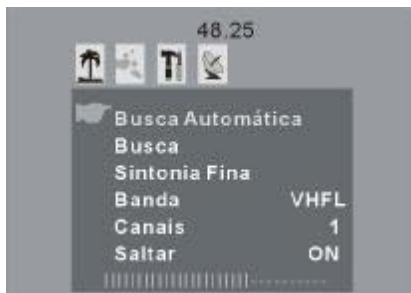 48.25
Busca Automática
Busca
Sintonia Fina
Banda VHFL
Canais 1
Saltar ON